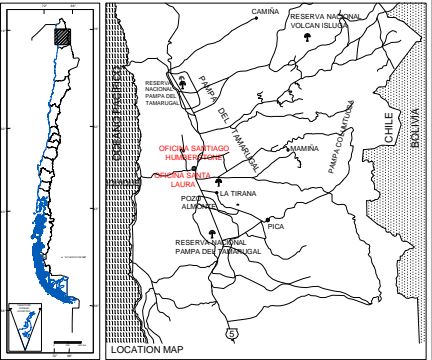 CAMIÑA
RESERVA NACIONAL
VOLCAN ISLUGA
RESERVA
NACIONAL
PAMPA DEL
TAMARUGAL
PAMPA DEL TAMARUGAL
OCEANO PACIFICO
OFICINA SANTIAGO
HUMBERSTONE
MAMIÑA
PAMPA COLUMTUCSA
CHILE
BOLIVIA
OFICINA SANTA
LAURA
LA TIRANA
POZO
ALMONTE
PICA
RESERVA NACIONAL
PAMPA DEL TAMARUGAL
5
LOCATION MAP